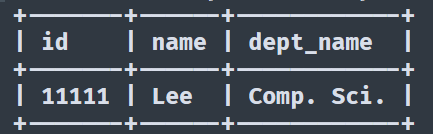 +-------+------+------------+
| id    | name | dept_name  |
+-------+------+------------+
| 11111 | Lee  | Comp. Sci. |
+-------+------+------------+